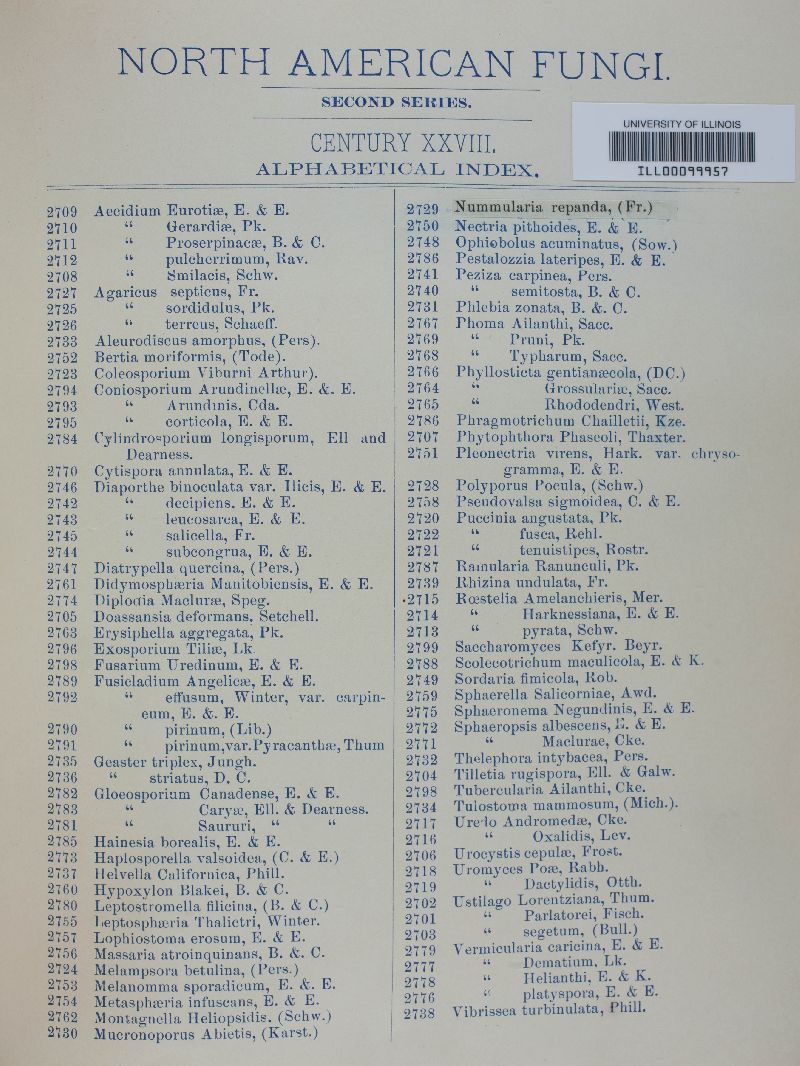 NORTH AMERICAN FUNGI.
SECOND SERIES.
CENTURY XXVIII.
ALPHABETICAL INDEX.
UNIVERSITY OF ILLINOIS
ILL00099957
2709 Aecidium Eurotiæ, E. & E.
2710 “ Gerardiæ, Pk.
2711 “ Proserpinacæ, B. & C.
2712 “ pulcherrimum, Rav.
2708 “ Smilacis, Schw.
2727 Agaricus septicus, Fr.
2725 “ sordidulus, Pk.
2726 “ terreus, Schaeff.
2733 Aleurodiscus amorphus, (Pers).
2752 Bertia moriformis, (Tode).
2723 Coleosporium Viburni Arthur).
2794 Coniosporium Arundinellæ, E. &. E.
2793 “ Arundinis, Cda.
2795 “ corticola, E. & E.
2784 Cylindrosporium longisporum, Ell and
Dearness.
2770 Cytispora annulata, E. & E.
2746 Diaporthe binoculata var. Ilicis, E. & E.
2742 “ decipiens, E. & E.
2743 “ leucosarca, E. & E.
2745 “ salicella, Fr.
2744 “ subcongrua, E. & E.
2747 Diatrypella quercina, (Pers.)
2761 Didymosphæria Manitobiensis, E. & E.
2774 Diplodia Macluræ, Speg.
2705 Doassansia deformans, Setchell.
2763 Erysiphella aggregata, Pk.
2796 Exosporium Tiliæ, Lk.
2798 Fusarium Uredinum, E. & E.
2789 Fusicladium Angelicæ, E. & E.
2792 “ effusum, Winter, var. carpin-
eum, E. &. E.
2790 “ pirinum, (Lib.)
2791 “ pirinum,var.Pyracanthæ, Thum
2735 Geaster triplex, Jungh.
2736 “ striatus, D. C.
2782 Gloeosporium Canadense, E. & E.
2783 “ Caryæ, Ell. & Dearness.
2781 “ Saururi, “ “
2785 Hainesia borealis, E. & E.
2773 Haplosporella valsoidea, (C. & E.)
2737 Helvella Californica, Phill.
2760 Hypoxylon Blakei, B. & C.
2780 Leptostromella filicina, (B. & C.)
2755 Leptosphæria Thalictri, Winter.
2757 Lophiostoma erosum, E. & E.
2756 Massaria atroinquinans, B. &. C.
2724 Melampsora betulina, (Pers.)
2753 Melanomma sporadicum, E. &. E.
2754 Metasphæria infuscans, E. & E.
2762 Montagnella Heliopsidis, (Schw.)
2730 Mucronoporus Abietis, (Karst.)
2729 Nummularia repanda, (Fr.)
2750 Nectria pithoides, E. & E.
2748 Ophiobolus acuminatus, (Sow.)
2786 Pestalozzia lateripes, E. & E.
2741 Peziza carpinea, Pers.
2740 “ semitosta, B. & C.
2731 Phlebia zonata, B. &. C.
2767 Phoma Ailanthi, Sacc.
2769 “ Pruni, Pk.
2768 “ Typharum, Sacc.
2766 Phyllosticta gentianæcola, (DC.)
2764 “ Grossulariæ, Sacc.
2765 “ Rhododendri, West.
2786 Phragmotrichum Chailletii, Kze.
2707 Phytophthora Phaseoli, Thaxter.
2751 Pleonectria virens, Hark. var. chryso-
gramma, E. & E.
2728 Polyporus Pocula, (Schw.)
2758 Pseudovalsa sigmoidea, C. & E.
2720 Puccinia angustata, Pk.
2722 “ fusca, Rehl.
2721 “ tenuistipes, Rostr.
2787 Ramularia Ranunculi, Pk.
2739 Rhizina undulata, Fr.
2715 Rœstelia Amelanchieris, Mer.
2714 “ Harknessiana, E. & E.
2713 “ pyrata, Schw.
2799 Saccharomyces Kefyr. Beyr.
2788 Scolecotrichum maculicola, E. & K.
2749 Sordaria fimicola, Rob.
2759 Sphaerella Salicorniae, Awd.
2775 Sphaeronema Negundinis, E. & E.
2772 Sphaeropsis albescens, E. & E.
2771 “ Maclurae, Cke.
2732 Thelephora intybacea, Pers.
2704 Tilletia rugispora, Ell. & Galw.
2798 Tubercularia Ailanthi, Cke.
2734 Tulostoma mammosum, (Mich.).
2717 Uredo Andromedæ, Cke.
2716 “ Oxalidis, Lev.
2706 Urocystis cepulæ, Frost.
2718 Uromyces Poæ, Rabh.
2719 “ Dactylidis, Otth.
2702 Ustilago Lorentziana, Thum.
2701 “ Parlatorei, Fisch.
2703 “ segetum, (Bull.)
2779 Vermicularia caricina, E. & E.
2777 “ Dematium, Lk.
2778 “ Helianthi, E. & K.
2776 “ platyspora, E. & E.
2738 Vibrissea turbinulata, Phill.